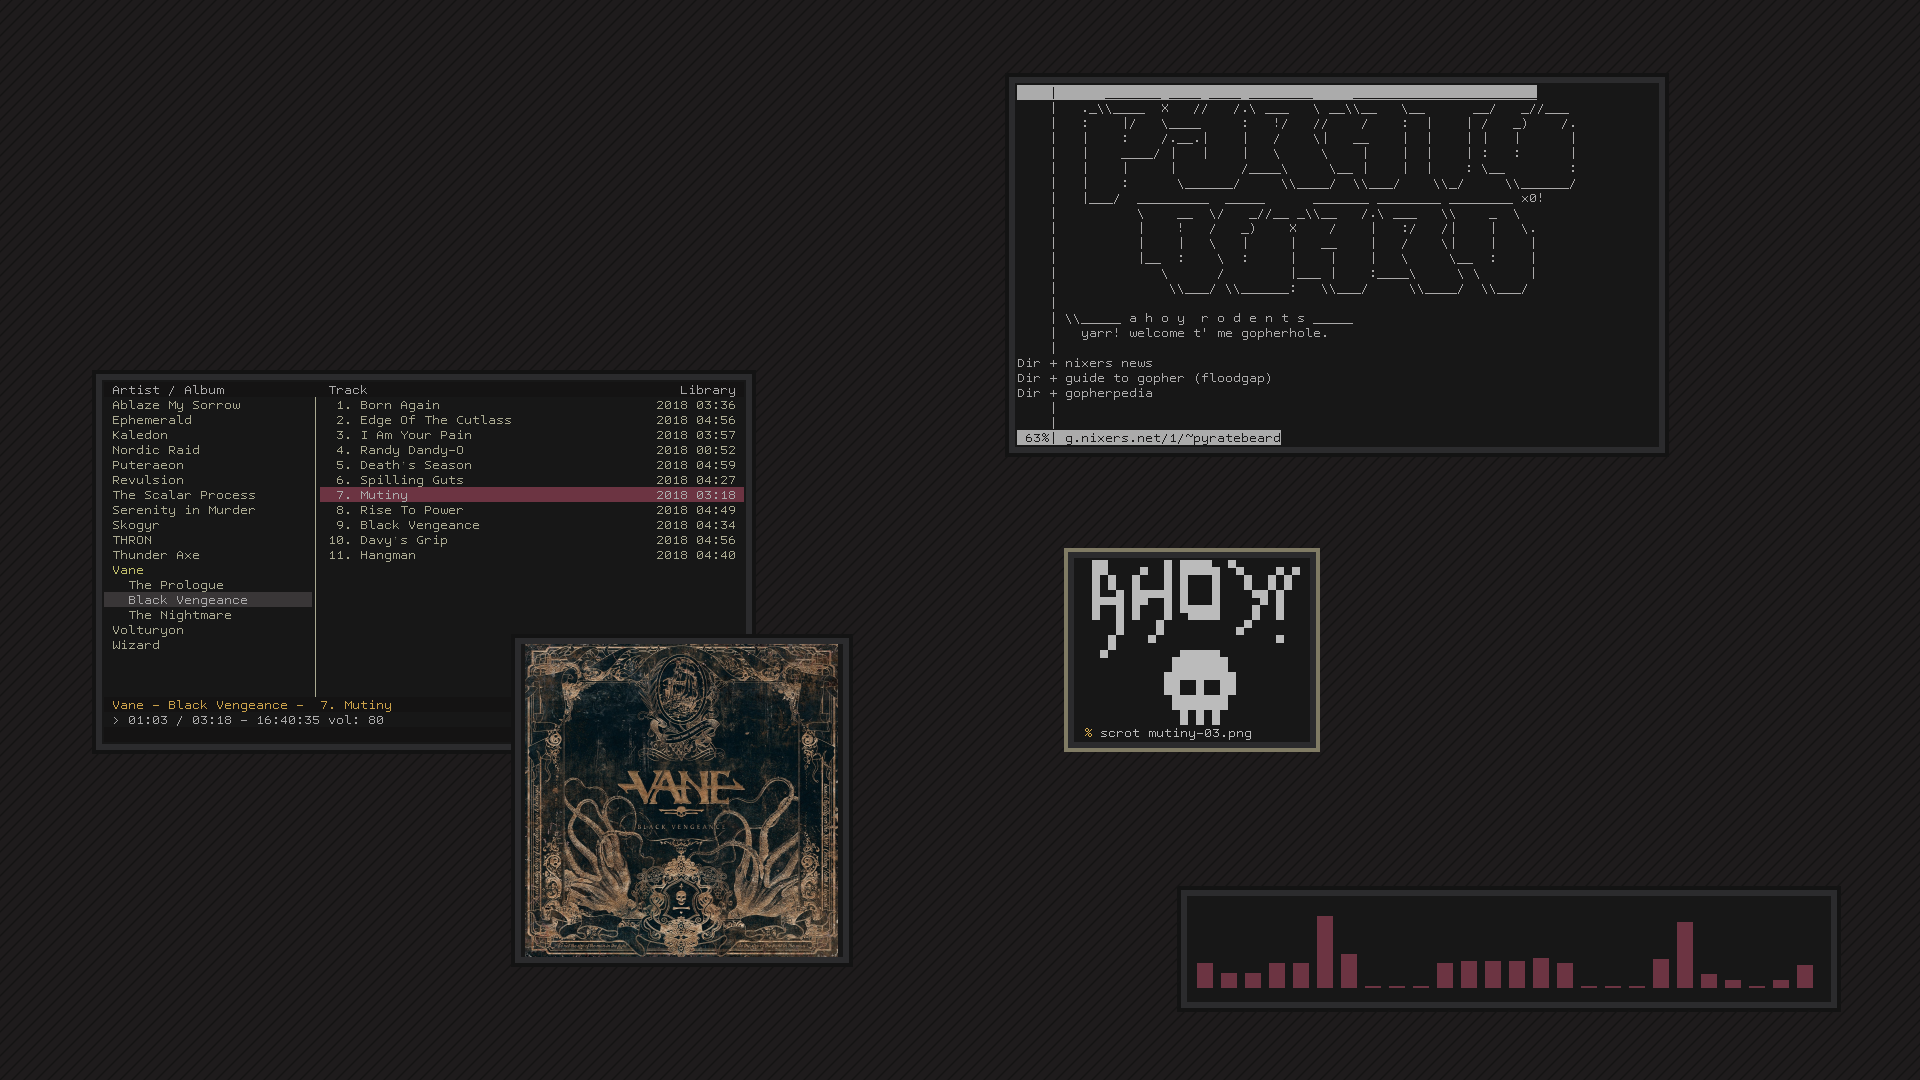 PYRATE
BEARD
x0!
\\_____ a h o y  r o d e n t s _____
yarr! welcome t' me gopherhole.
Dir + nixers news
Dir + guide to gopher (floodgap)
Dir + gopherpedia
63%| g.nixers.net/1/~pyratebeard
Artist / Album
Ablaze My Sorrow
Ephemerald
Kaledon
Nordic Raid
Puteraeon
Revulsion
The Scalar Process
Serenity in Murder
Skogyr
THRON
Thunder Axe
Vane
The Prologue
Black Vengeance
The Nightmare
Volturyon
Wizard
Track Library
1. Born Again 2018 03:36
2. Edge Of The Cutlass 2018 04:56
3. I Am Your Pain 2018 03:57
4. Randy Dandy-O 2018 00:52
5. Death's Season 2018 04:59
6. Spilling Guts 2018 04:27
7. Mutiny 2018 03:18
8. Rise To Power 2018 04:49
9. Black Vengeance 2018 04:34
10. Davy's Grip 2018 04:56
11. Hangman 2018 04:40
Vane - Black Vengeance -  7. Mutiny
> 01:03 / 03:18 - 16:40:35 vol: 80
VANE
BLACK VENGEANCE
AHOY!
% scrot mutiny-03.png